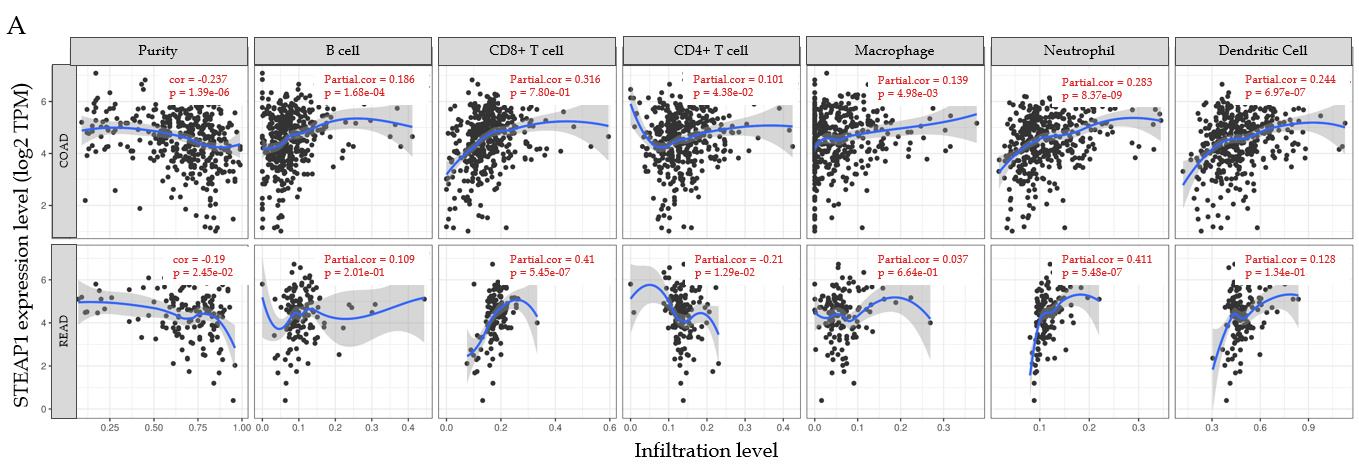 A
Purity B cell CD8+ T cell CD4+ T cell Macrophage Neutrophil Dendritic Cell
STEAP1 expression level (log2 TPM)
COAD
cor = -0.237
p = 1.39e-06
Partial.cor = 0.186
p = 1.68e-04
Partial.cor = 0.316
p = 7.80e-01
Partial.cor = 0.101
p = 4.38e-02
Partial.cor = 0.139
p = 4.98e-03
Partial.cor = 0.283
p = 8.37e-09
Partial.cor = 0.244
p = 6.97e-07
6
4
2
READ
cor = -0.19
p = 2.45e-02
Partial.cor = 0.109
p = 2.01e-01
Partial.cor = 0.41
p = 5.45e-07
Partial.cor = -0.21
p = 1.29e-02
Partial.cor = 0.037
p = 6.64e-01
Partial.cor = 0.411
p = 5.48e-07
Partial.cor = 0.128
p = 1.34e-01
6
4
2
0
0.25 0.50 0.75 1.00 0.0 0.1 0.2 0.3 0.4 0.0 0.2 0.4 0.6 0.0 0.1 0.2 0.3 0.4 0.0 0.1 0.2 0.3 0.1 0.2 0.3 0.3 0.6 0.9
Infiltration level